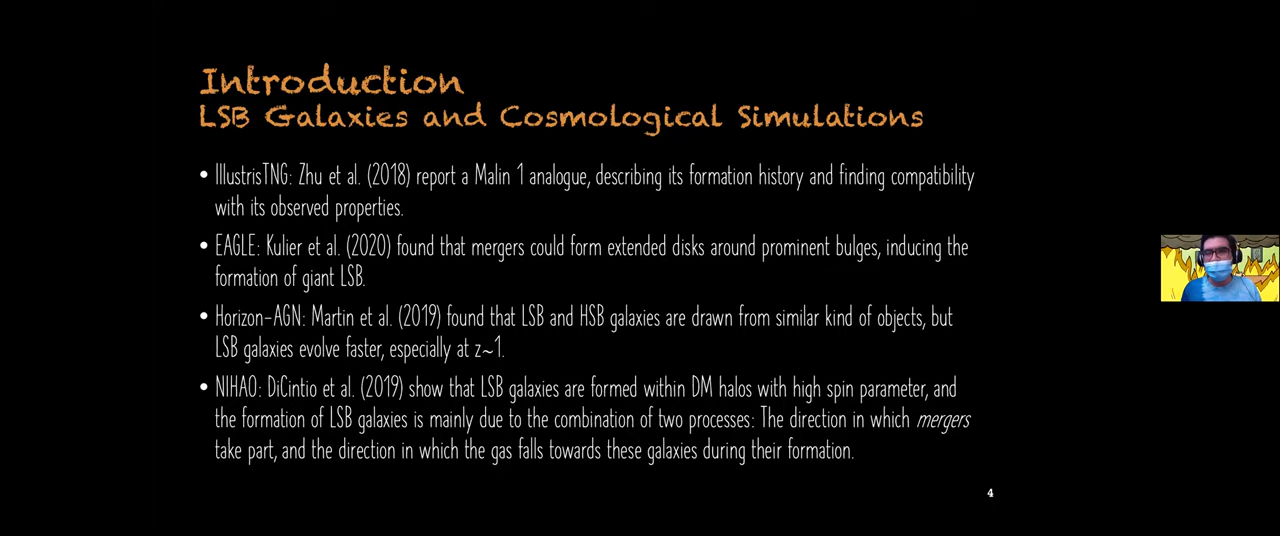 Introduction
LSB Galaxies and Cosmological Simulations
• IllustrisTNG: Zhu et al. (2018) report a Malin 1 analogue, describing its formation history and finding compatibility
with its observed properties.
• EAGLE: Kulier et al. (2020) found that mergers could form extended disks around prominent bulges, inducing the
formation of giant LSB.
• Horizon-AGN: Martin et al. (2019) found that LSB and HSB galaxies are drawn from similar kind of objects, but
LSB galaxies evolve faster, especially at z~1.
• NIHAO: DiCintio et al. (2019) show that LSB galaxies are formed within DM halos with high spin parameter, and
the formation of LSB galaxies is mainly due to the combination of two processes: The direction in which mergers
take part, and the direction in which the gas falls towards these galaxies during their formation.
4